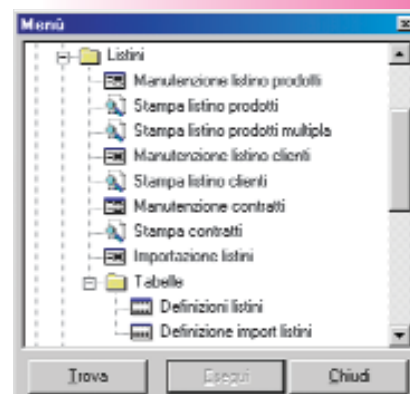 Menù
Listini
Manutenzione listino prodotti
Stampa listino prodotti
Stampa listino prodotti multipla
Manutenzione listino clienti
Stampa listino clienti
Manutenzione contratti
Stampa contratti
Importazione listini
Tabelle
Definizioni listini
Definizione import listini
Trova Esegui Chiudi